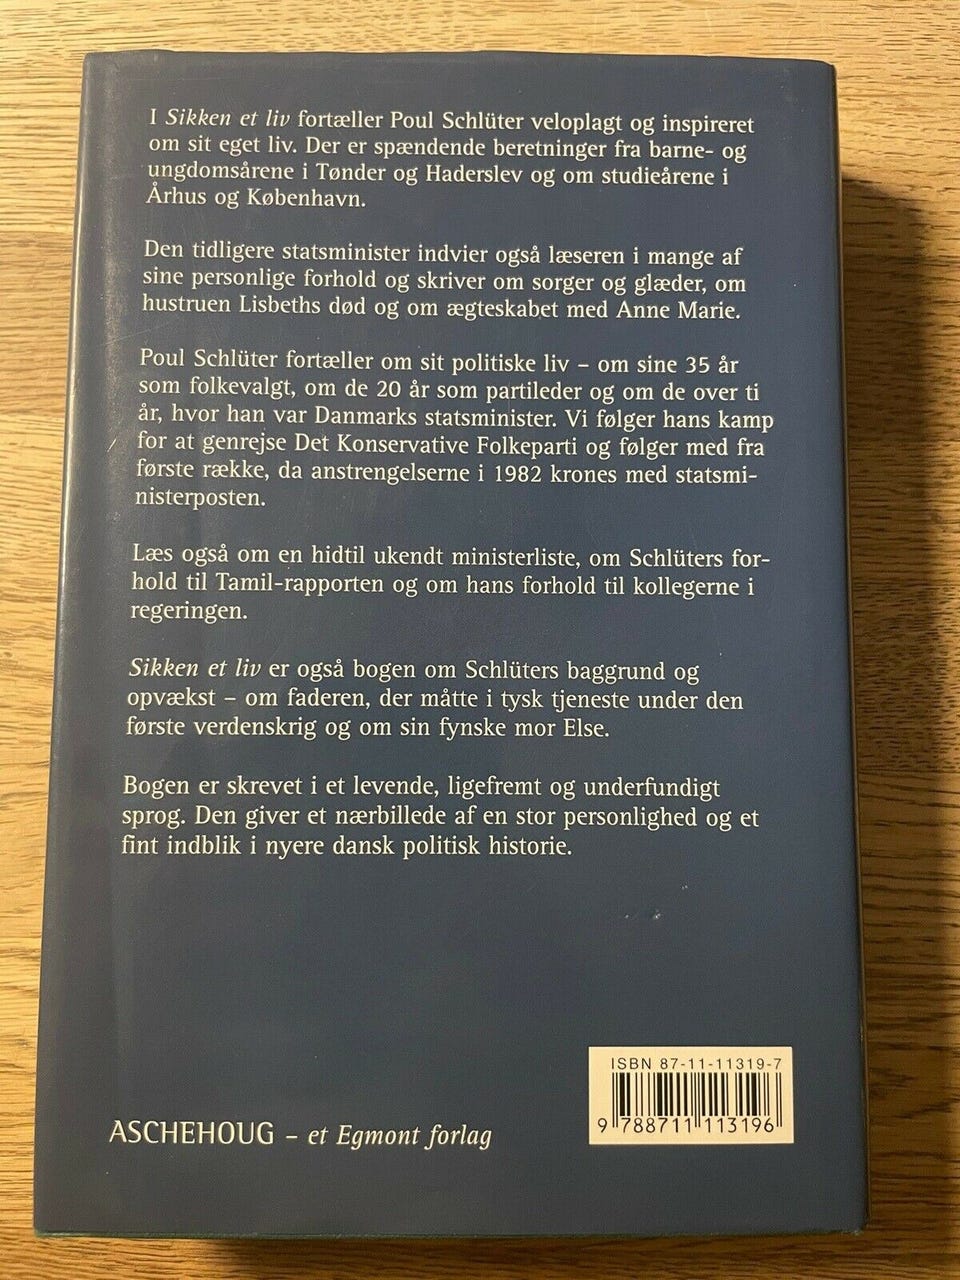 I Sikken et liv fortæller Poul Schlüter veloplagt og inspireret
om sit eget liv. Der er spændende beretninger fra barne- og
ungdomsårene i Tønder og Haderslev og om studieårene i
Århus og København.
Den tidligere statsminister indvier også læseren i mange af
sine personlige forhold og skriver om sorger og glæder, om
hustruen Lisbeths død og om ægteskabet med Anne Marie.
Poul Schlüter fortæller om sit politiske liv – om sine 35 år
som folkevalgt, om de 20 år som partileder og om de over ti
år, hvor han var Danmarks statsminister. Vi følger hans kamp
for at genrejse Det Konservative Folkeparti og følger med fra
første række, da anstrengelserne i 1982 krones med statsmi-
nisterposten.
Læs også om en hidtil ukendt ministerliste, om Schlüters for-
hold til Tamil-rapporten og om hans forhold til kollegerne i
regeringen.
Sikken et liv er også bogen om Schlüters baggrund og
opvækst – om faderen, der måtte i tysk tjeneste under den
første verdenskrig og om sin fynske mor Else.
Bogen er skrevet i et levende, ligefremt og underfundigt
sprog. Den giver et nærbillede af en stor personlighed og et
fint indblik i nyere dansk politisk historie.
ISBN 87-11-11319-7
9 788711 113196
ASCHEHOUG – et Egmont forlag